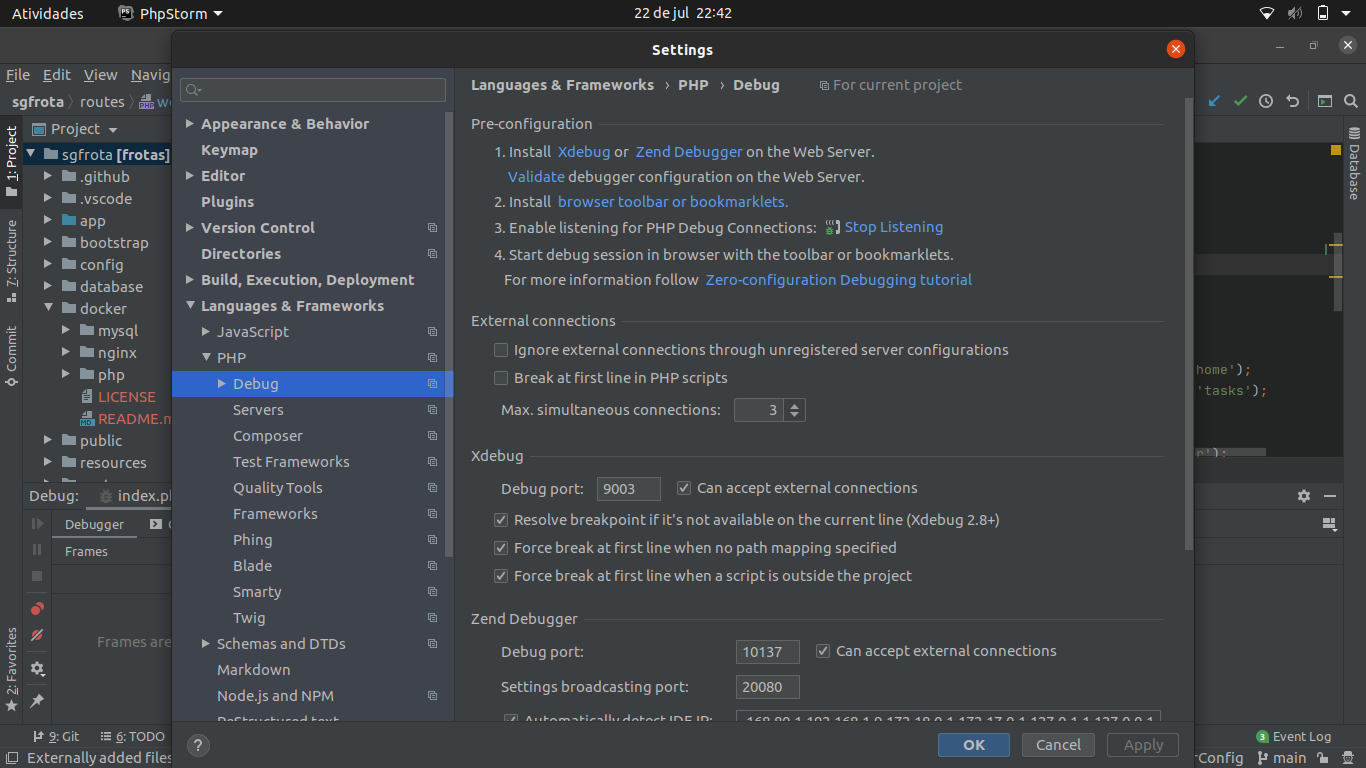 Atividades PhpStorm 22 de jul 22:42
Settings
File Edit View Navig
sgfrota routes
1: Project
7: Structure
Commit
2: Favorites
Project
sgfrota [frotas]
.github
.vscode
app
bootstrap
config
database
docker
mysql
nginx
php
LICENSE
README.m
public
resources
Debug: index.ph
Debugger
Frames
Frames are
Appearance & Behavior
Keymap
Editor
Plugins
Version Control
Directories
Build, Execution, Deployment
Languages & Frameworks
JavaScript
PHP
Debug
Servers
Composer
Test Frameworks
Quality Tools
Frameworks
Phing
Blade
Smarty
Twig
Schemas and DTDs
Markdown
Node.js and NPM
ReStructured text
Languages & Frameworks › PHP › Debug For current project
Pre-configuration
1. Install Xdebug or Zend Debugger on the Web Server.
Validate debugger configuration on the Web Server.
2. Install browser toolbar or bookmarklets.
3. Enable listening for PHP Debug Connections: Stop Listening
4. Start debug session in browser with the toolbar or bookmarklets.
For more information follow Zero-configuration Debugging tutorial
External connections
Ignore external connections through unregistered server configurations
Break at first line in PHP scripts
Max. simultaneous connections: 3
Xdebug
Debug port: 9003 Can accept external connections
Resolve breakpoint if it's not available on the current line (Xdebug 2.8+)
Force break at first line when no path mapping specified
Force break at first line when a script is outside the project
Zend Debugger
Debug port: 10137 Can accept external connections
Settings broadcasting port: 20080
Automatically detect IDE IP:
? OK Cancel Apply
Database
home');
'tasks');
r');
9: Git 6: TODO
3 Event Log
Externally added files
rConfig main